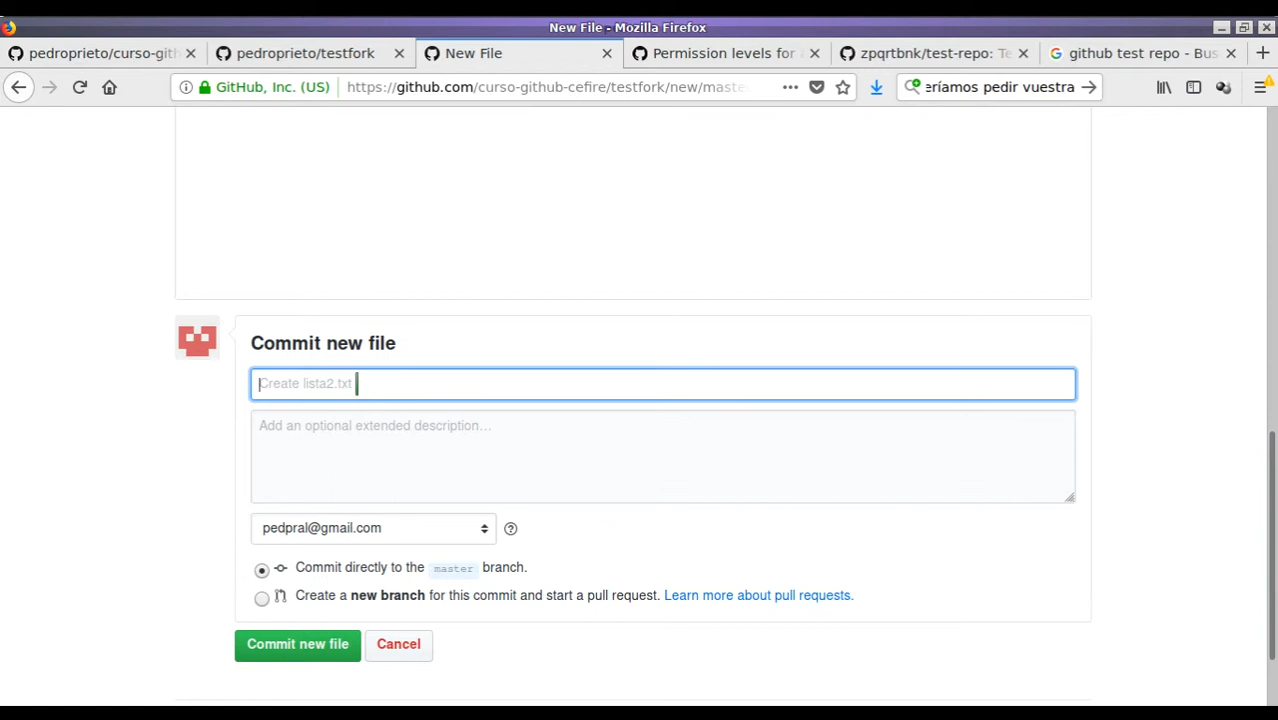 New File - Mozilla Firefox
pedroprieto/curso-gith
pedroprieto/testfork
New File
Permission levels for a
zpqrtbnk/test-repo: Te
github test repo - Bus
GitHub, Inc. (US)
https://github.com/curso-github-cefire/testfork/new/maste
eríamos pedir vuestra
Commit new file
Create lista2.txt
Add an optional extended description…
pedpral@gmail.com
Commit directly to the master branch.
Create a new branch for this commit and start a pull request. Learn more about pull requests.
Commit new file
Cancel